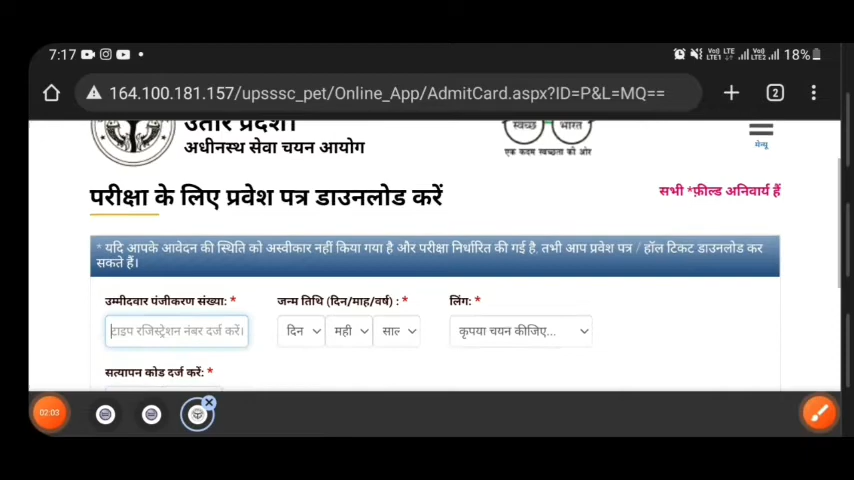 7:17
LTE1 LTE2 18%
164.100.181.157/upsssc_pet/Online_App/AdmitCard.aspx?ID=P&L=MQ==
2
उत्तर प्रदेश।
अधीनस्थ सेवा चयन आयोग
स्वच्छ भारत
एक कदम स्वच्छता की ओर
मेन्यू
परीक्षा के लिए प्रवेश पत्र डाउनलोड करें
सभी *फ़ील्ड अनिवार्य हैं
* यदि आपके आवेदन की स्थिति को अस्वीकार नहीं किया गया है और परीक्षा निर्धारित की गई है, तभी आप प्रवेश पत्र / हॉल टिकट डाउनलोड कर
सकते हैं।
उम्मीदवार पंजीकरण संख्या: * जन्म तिथि (दिन/माह/वर्ष) : * लिंग: *
टाइप रजिस्ट्रेशन नंबर दर्ज करें। दिन मही साल कृपया चयन कीजिए...
सत्यापन कोड दर्ज करें: *
02:03